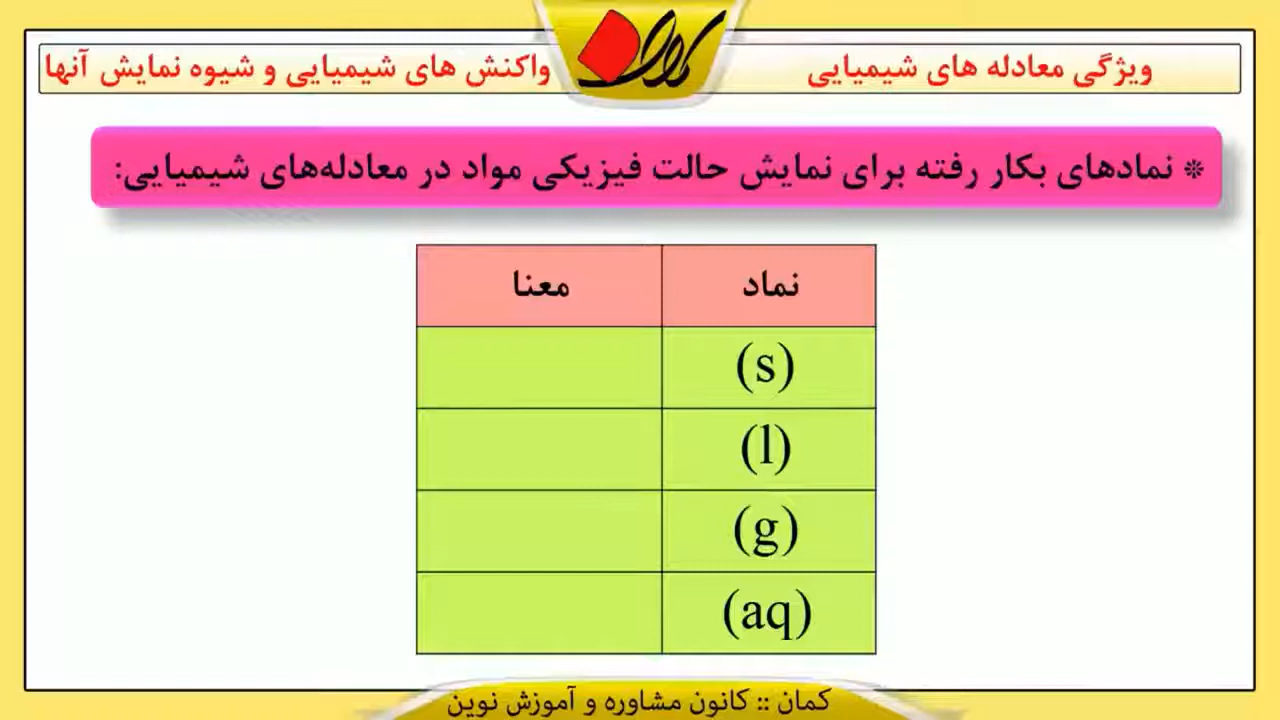 ویژگی معادله های شیمیایی
کمان
واکنش های شیمیایی و شیوه نمایش آنها
* نمادهای بکار رفته برای نمایش حالت فیزیکی مواد در معادله‌های شیمیایی:
نماد معنا
(s)
(l)
(g)
(aq)
کمان :: کانون مشاوره و آموزش نوین